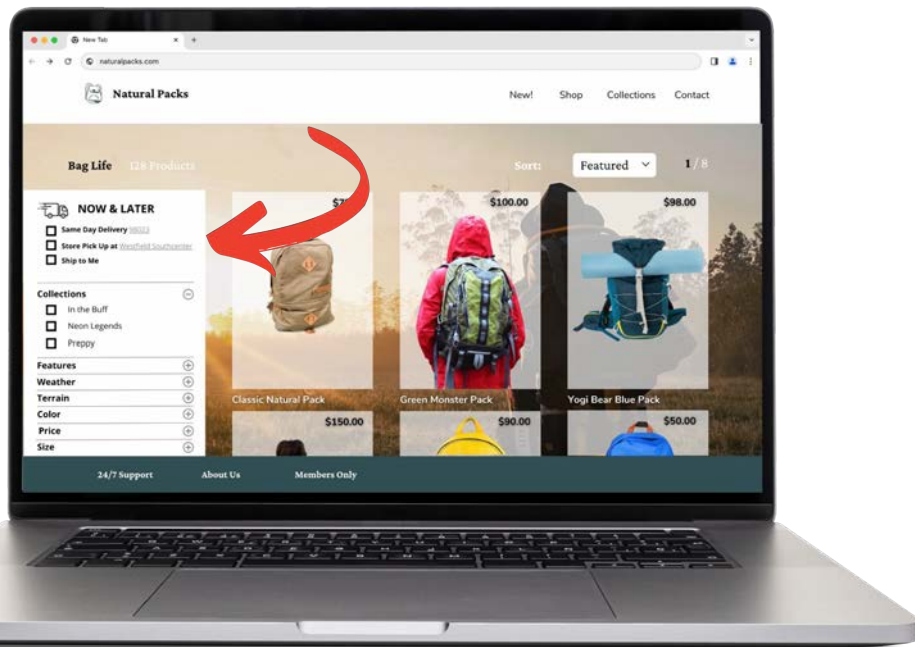 New Tab
naturalpacks.com
Natural Packs
New! Shop Collections Contact
Bag Life 128 Products Sort: Featured 1 / 8
NOW & LATER
Same Day Delivery
Store Pick Up at Westfield Southcenter
Ship to Me
Collections
In the Buff
Neon Legends
Preppy
Features
Weather
Terrain
Color
Price
Size
$100.00
$98.00
Classic Natural Pack
Green Monster Pack
Yogi Bear Blue Pack
$150.00
$90.00
$50.00
24/7 Support About Us Members Only